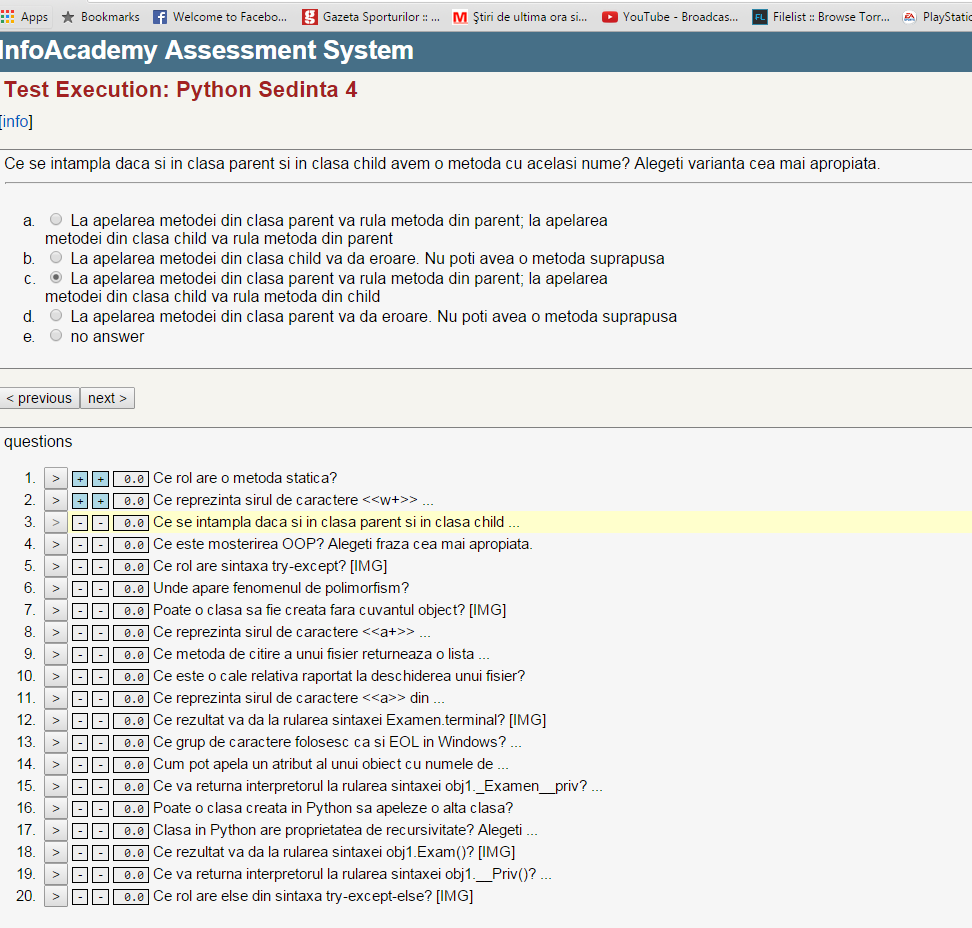 Apps Bookmarks Welcome to Facebo... Gazeta Sporturilor :: ... Știri de ultima ora si... YouTube - Broadcas... FL Filelist :: Browse Torr... EA PlayStatio
InfoAcademy Assessment System
Test Execution: Python Sedinta 4
[info]
Ce se intampla daca si in clasa parent si in clasa child avem o metoda cu acelasi nume? Alegeti varianta cea mai apropiata.
a. La apelarea metodei din clasa parent va rula metoda din parent; la apelarea
metodei din clasa child va rula metoda din parent
b. La apelarea metodei din clasa child va da eroare. Nu poti avea o metoda suprapusa
c. La apelarea metodei din clasa parent va rula metoda din parent; la apelarea
metodei din clasa child va rula metoda din child
d. La apelarea metodei din clasa parent va da eroare. Nu poti avea o metoda suprapusa
e. no answer
< previous next >
questions
1. > + + 0.0 Ce rol are o metoda statica?
2. > + + 0.0 Ce reprezinta sirul de caractere <<w+>> ...
3. > - - 0.0 Ce se intampla daca si in clasa parent si in clasa child ...
4. > - - 0.0 Ce este mosterirea OOP? Alegeti fraza cea mai apropiata.
5. > - - 0.0 Ce rol are sintaxa try-except? [IMG]
6. > - - 0.0 Unde apare fenomenul de polimorfism?
7. > - - 0.0 Poate o clasa sa fie creata fara cuvantul object? [IMG]
8. > - - 0.0 Ce reprezinta sirul de caractere <<a+>> ...
9. > - - 0.0 Ce metoda de citire a unui fisier returneaza o lista ...
10. > - - 0.0 Ce este o cale relativa raportat la deschiderea unui fisier?
11. > - - 0.0 Ce reprezinta sirul de caractere <<a>> din ...
12. > - - 0.0 Ce rezultat va da la rularea sintaxei Examen.terminal? [IMG]
13. > - - 0.0 Ce grup de caractere folosesc ca si EOL in Windows? ...
14. > - - 0.0 Cum pot apela un atribut al unui obiect cu numele de ...
15. > - - 0.0 Ce va returna interpretorul la rularea sintaxei obj1._Examen__priv? ...
16. > - - 0.0 Poate o clasa creata in Python sa apeleze o alta clasa?
17. > - - 0.0 Clasa in Python are proprietatea de recursivitate? Alegeti ...
18. > - - 0.0 Ce rezultat va da la rularea sintaxei obj1.Exam()? [IMG]
19. > - - 0.0 Ce va returna interpretorul la rularea sintaxei obj1.__Priv()? ...
20. > - - 0.0 Ce rol are else din sintaxa try-except-else? [IMG]